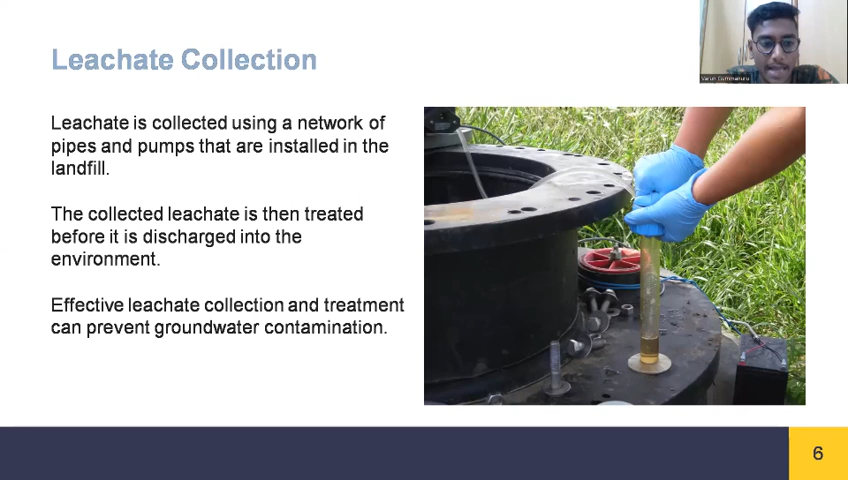 Leachate Collection
Leachate is collected using a network of
pipes and pumps that are installed in the
landfill.
The collected leachate is then treated
before it is discharged into the
environment.
Effective leachate collection and treatment
can prevent groundwater contamination.
6